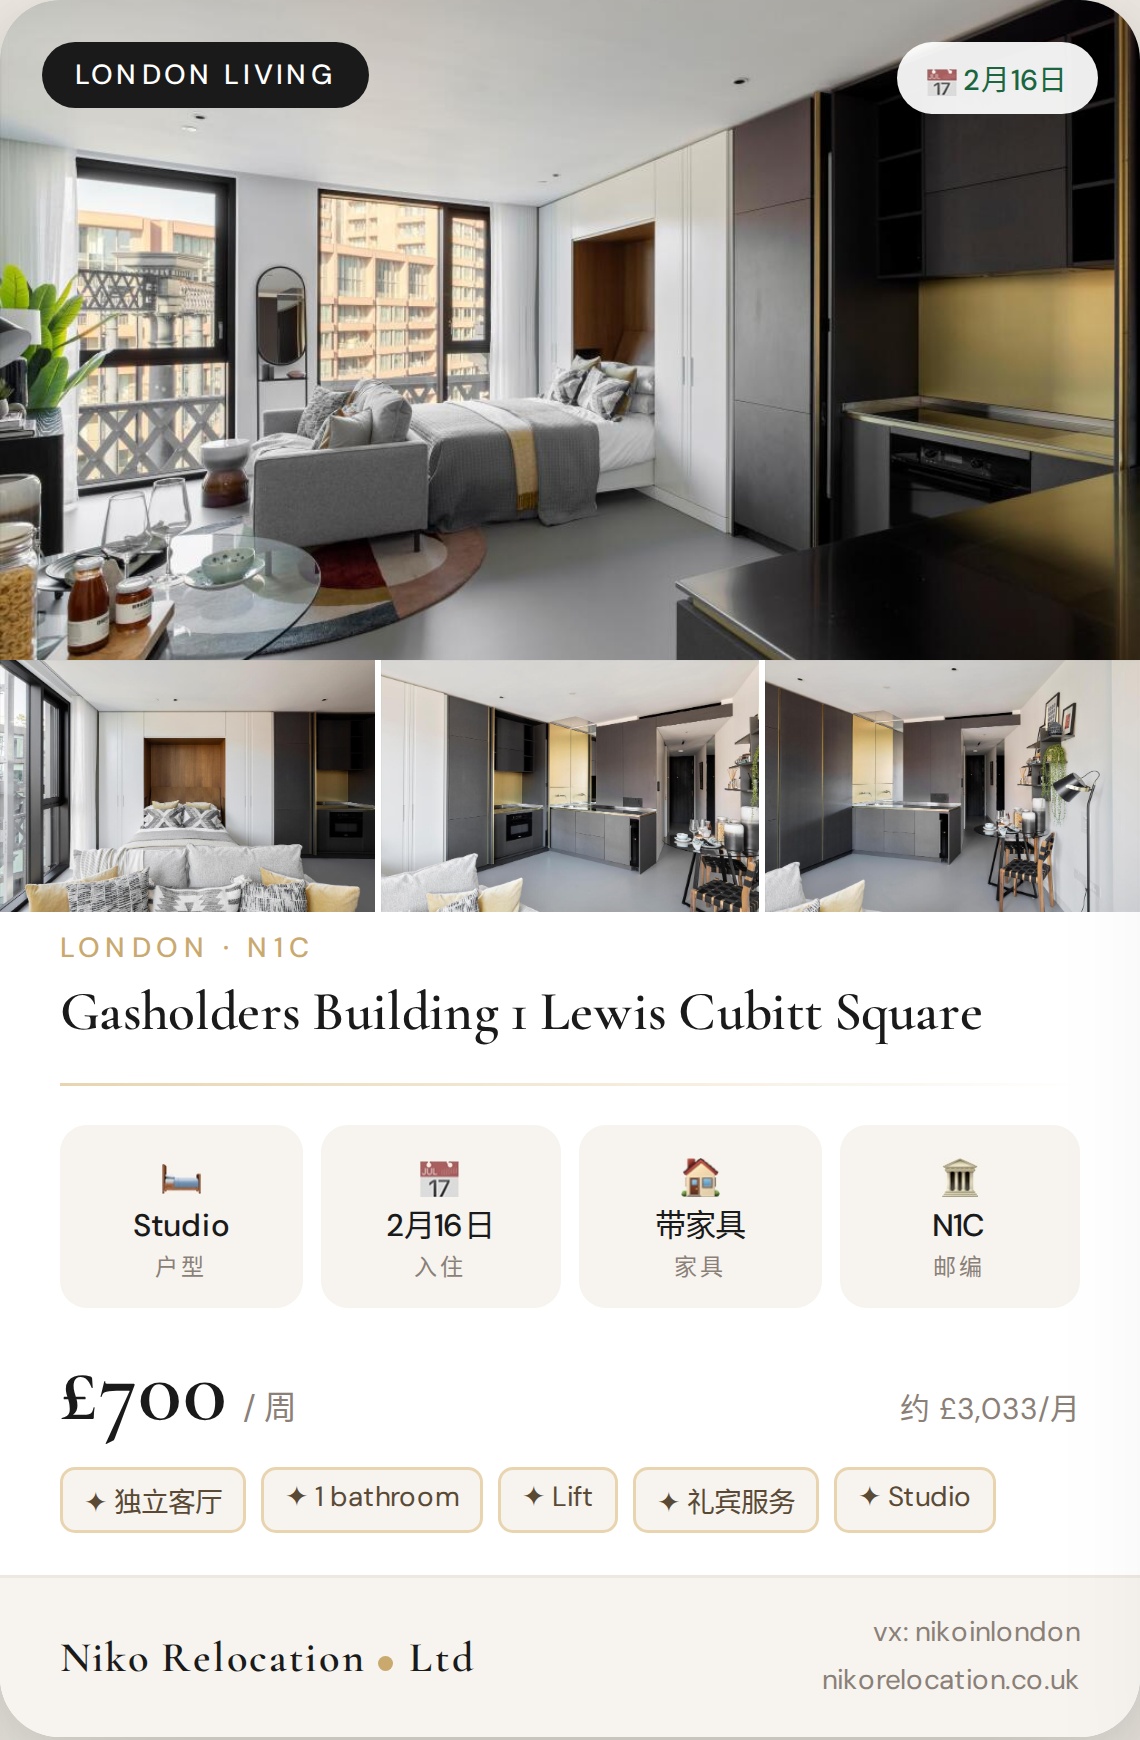 LONDON LIVING
2月16日
LONDON · N1C
Gasholders Building 1 Lewis Cubitt Square
Studio
户型
2月16日
入住
带家具
家具
N1C
邮编
£700 / 周
约 £3,033/月
✦ 独立客厅
✦ 1 bathroom
✦ Lift
✦ 礼宾服务
✦ Studio
Niko Relocation • Ltd
vx: nikoinlondon
nikorelocation.co.uk